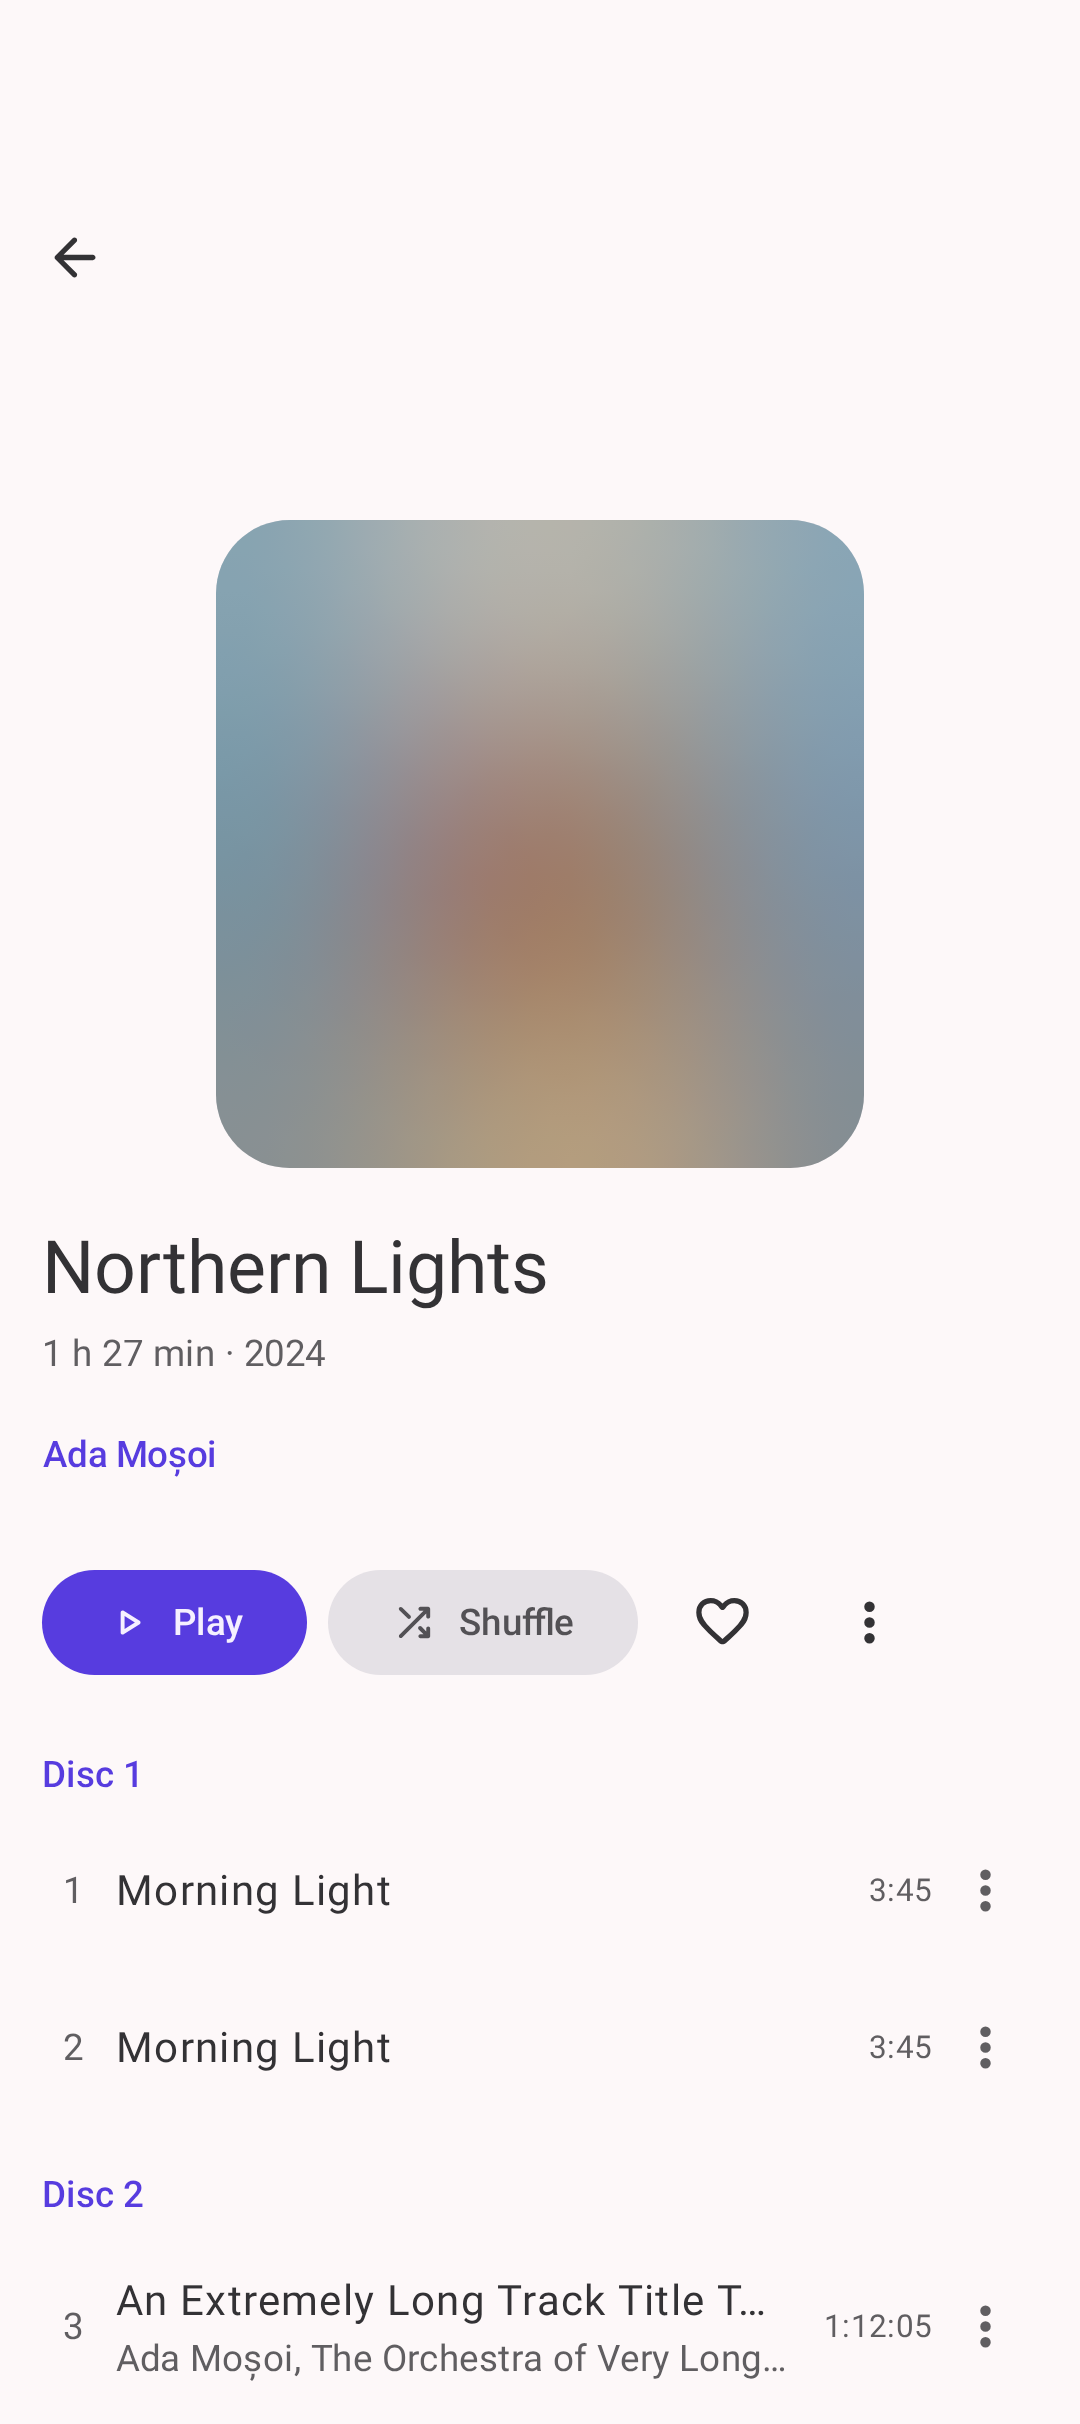 Northern Lights
1 h 27 min · 2024
Ada Moșoi
Play
Shuffle
Disc 1
1 Morning Light 3:45
2 Morning Light 3:45
Disc 2
3 An Extremely Long Track Title T… 1:12:05
Ada Moșoi, The Orchestra of Very Long…